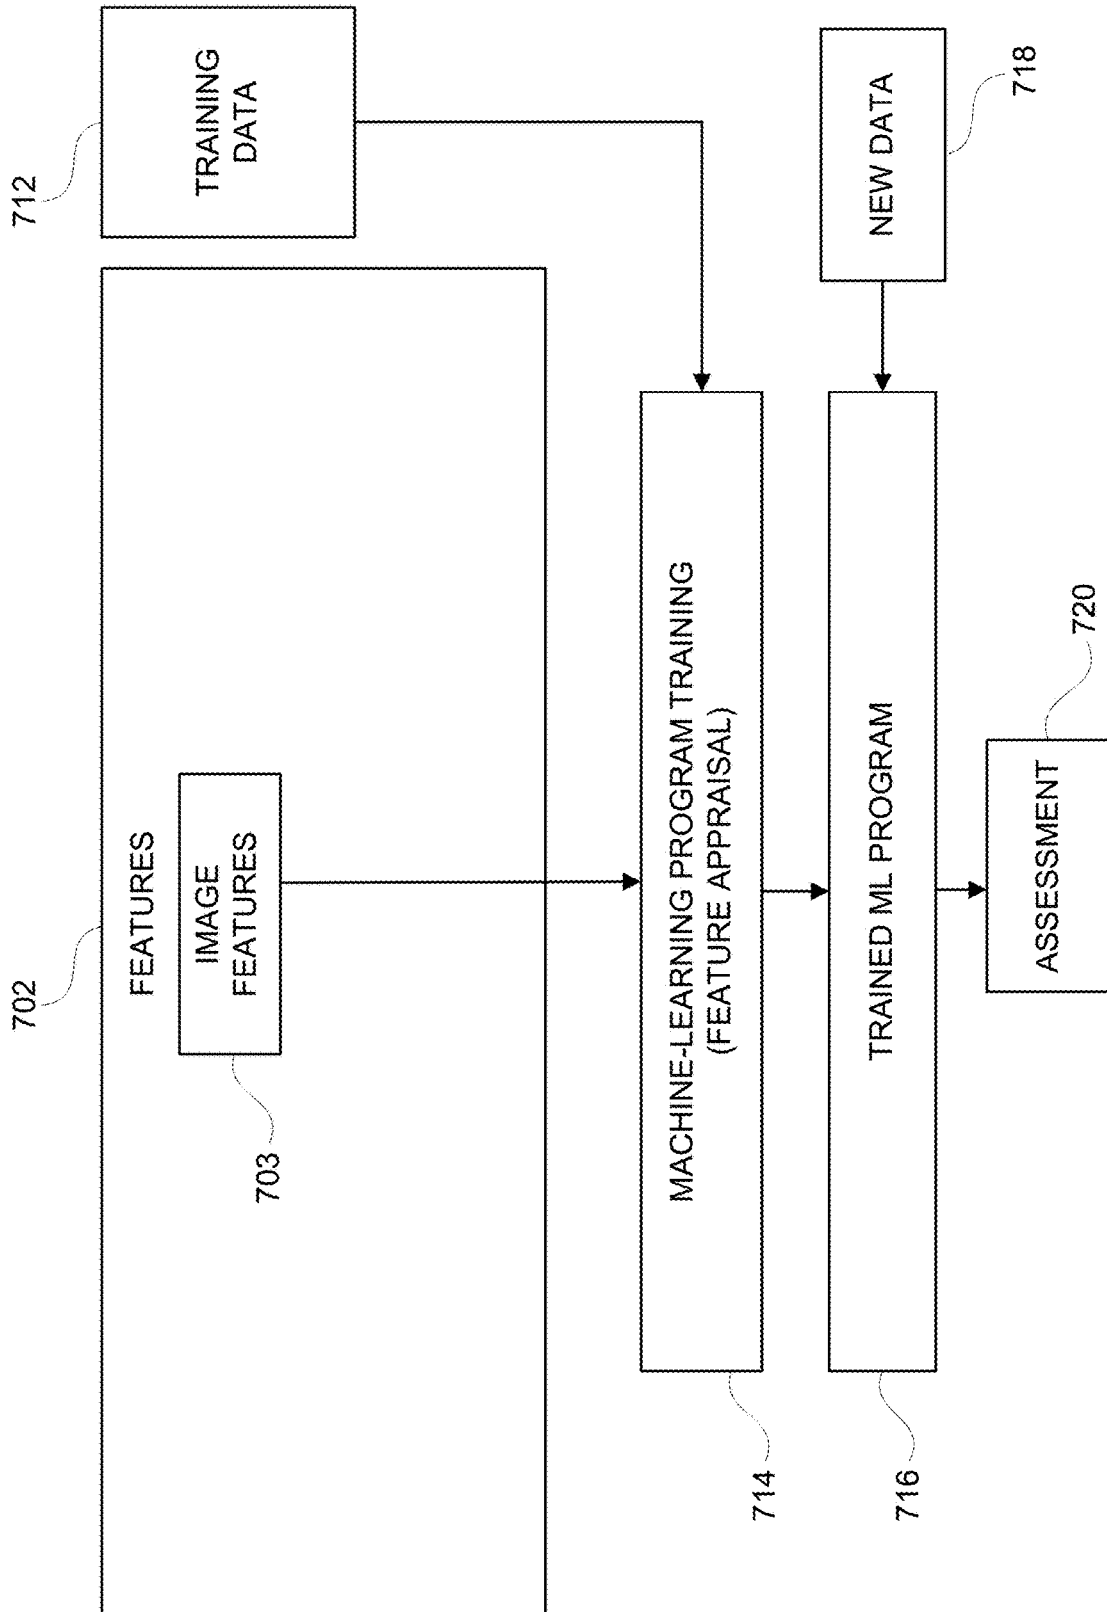 702
FEATURES
IMAGE
FEATURES
703
712
TRAINING
DATA
MACHINE-LEARNING PROGRAM TRAINING
(FEATURE APPRAISAL)
714
TRAINED ML PROGRAM
716
NEW DATA
718
ASSESSMENT
720